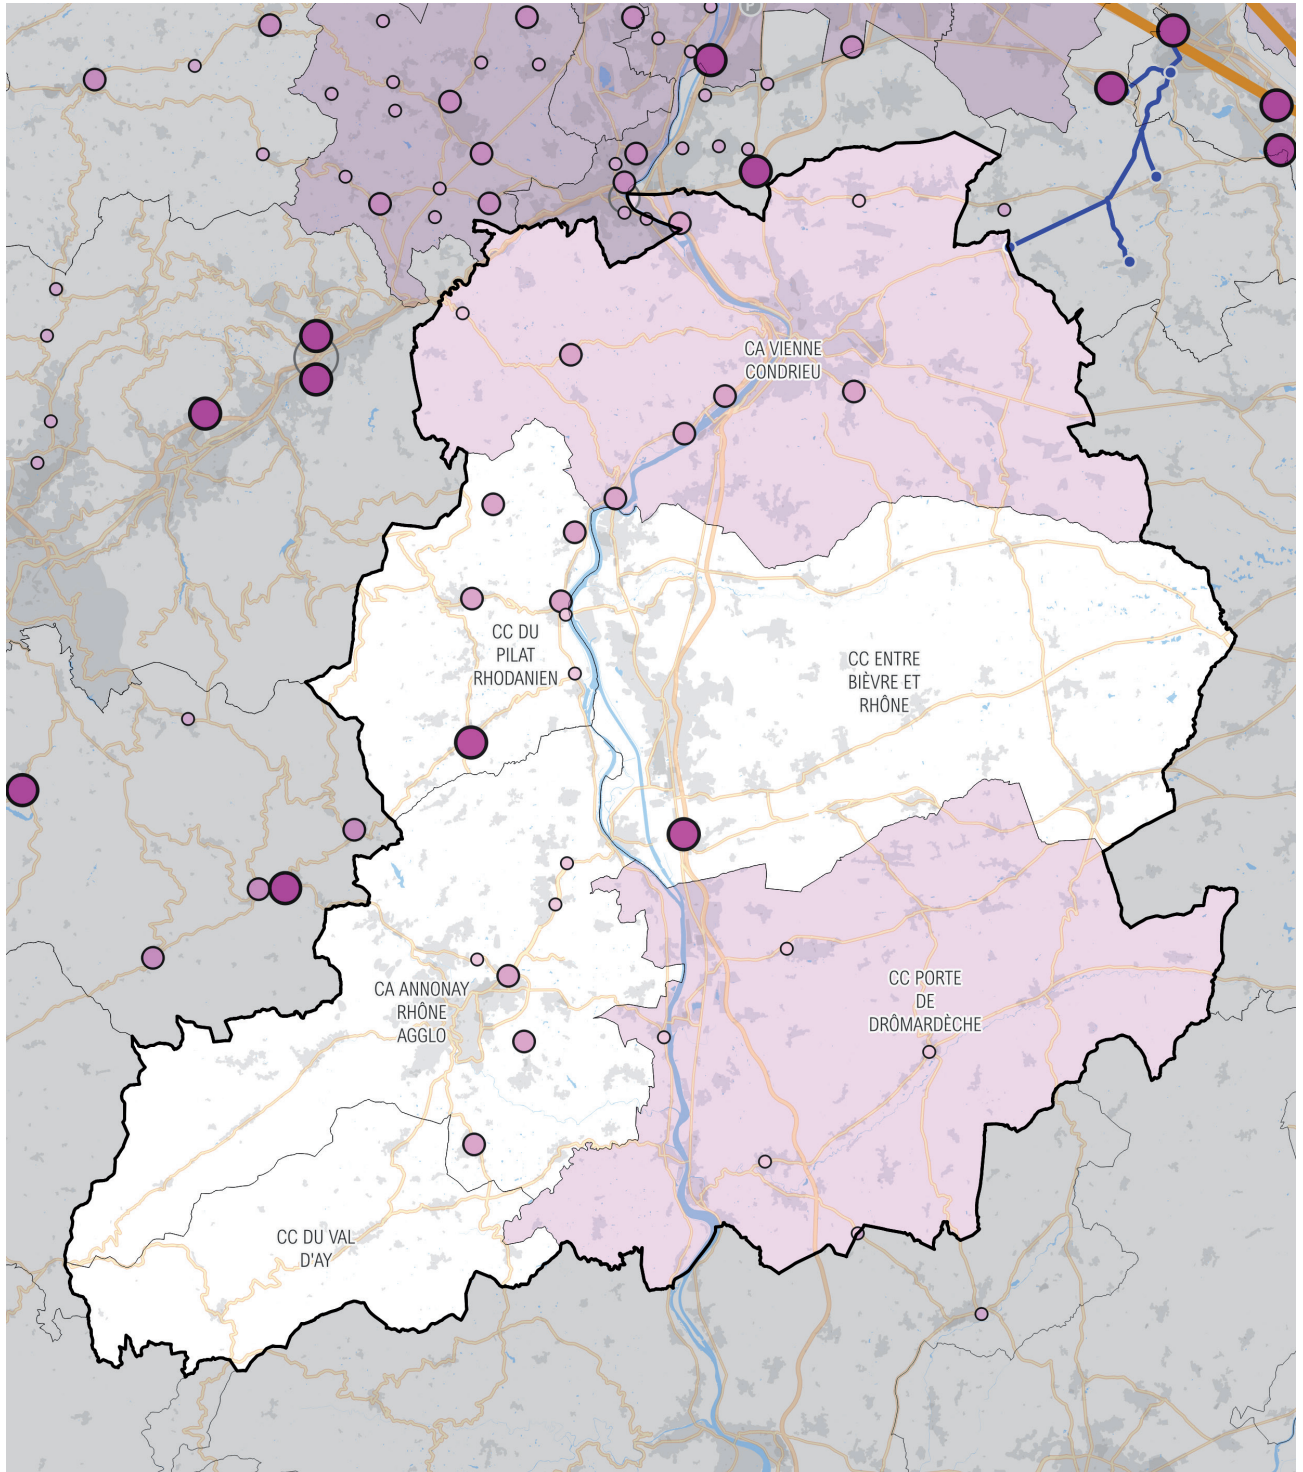 P
CA VIENNE
CONDRIEU
CC DU
PILAT
RHODANIEN
CC ENTRE
BIÈVRE ET
RHÔNE
CA ANNONAY
RHÔNE
AGGLO
CC PORTE
DE
DRÔMARDÈCHE
CC DU VAL
D'AY